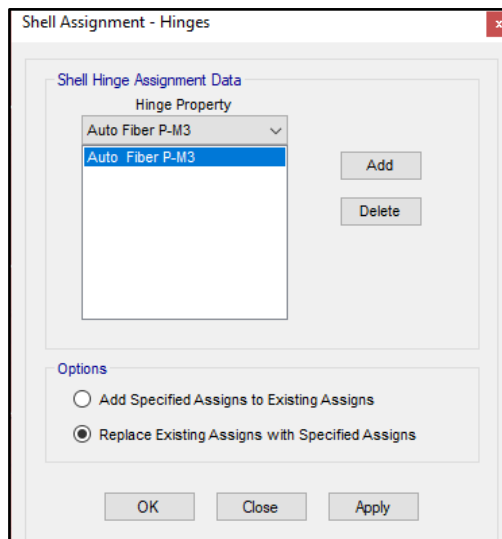 Shell Assignment - Hinges
x
Shell Hinge Assignment Data
Hinge Property
Auto Fiber P-M3
Auto Fiber P-M3
Add
Delete
Options
Add Specified Assigns to Existing Assigns
Replace Existing Assigns with Specified Assigns
OK Close Apply